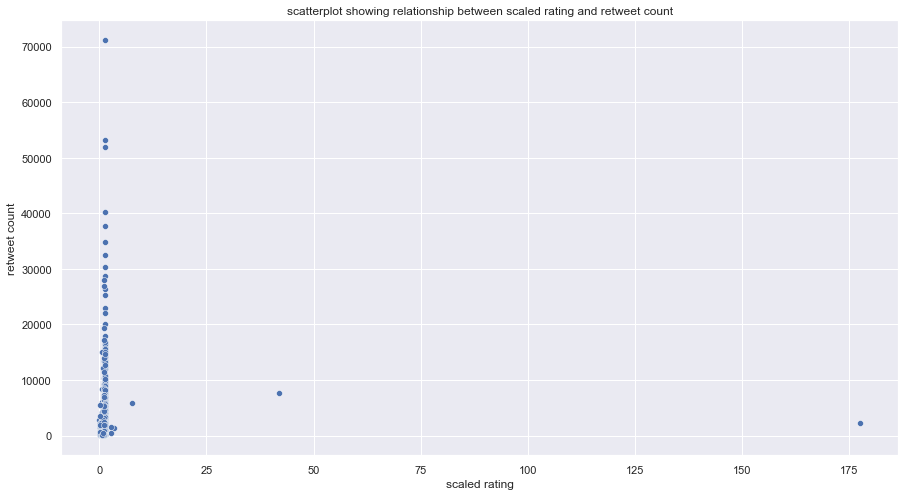 scatterplot showing relationship between scaled rating and retweet count
70000
60000
50000
40000
30000
20000
10000
0
retweet count
0 25 50 75 100 125 150 175
scaled rating